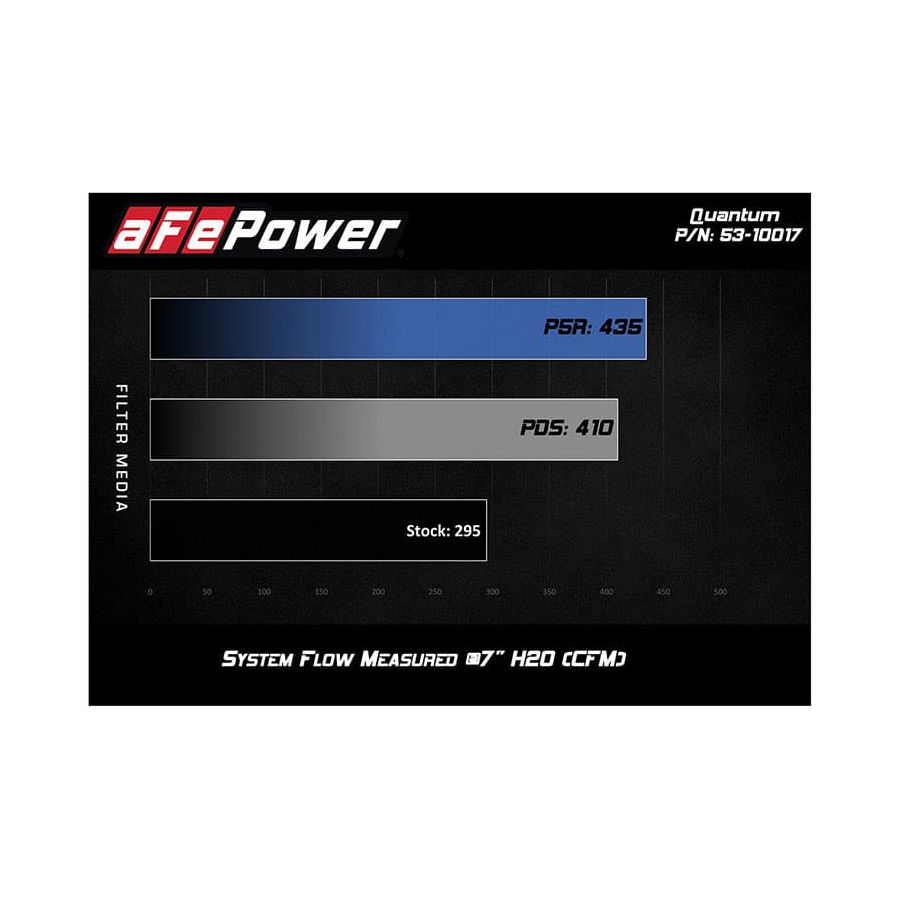 aFePower
Quantum
P/N: 53-10017
P5R: 435
PDS: 410
Stock: 295
FILTER MEDIA
0 50 100 150 200 250 300 350 400 450 500
System Flow Measured @7" H2O (CFM)